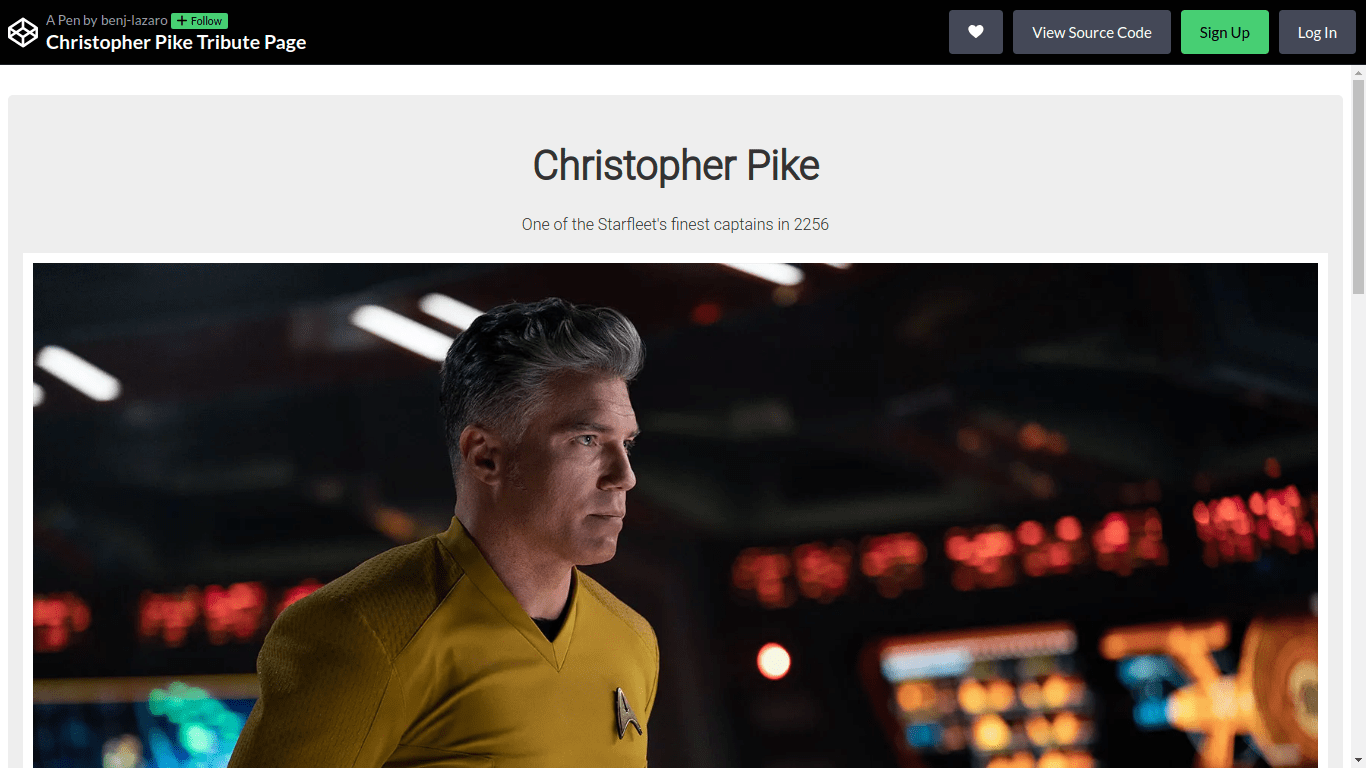 A Pen by benj-lazaro + Follow
Christopher Pike Tribute Page
View Source Code
Sign Up
Log In
Christopher Pike
One of the Starfleet's finest captains in 2256